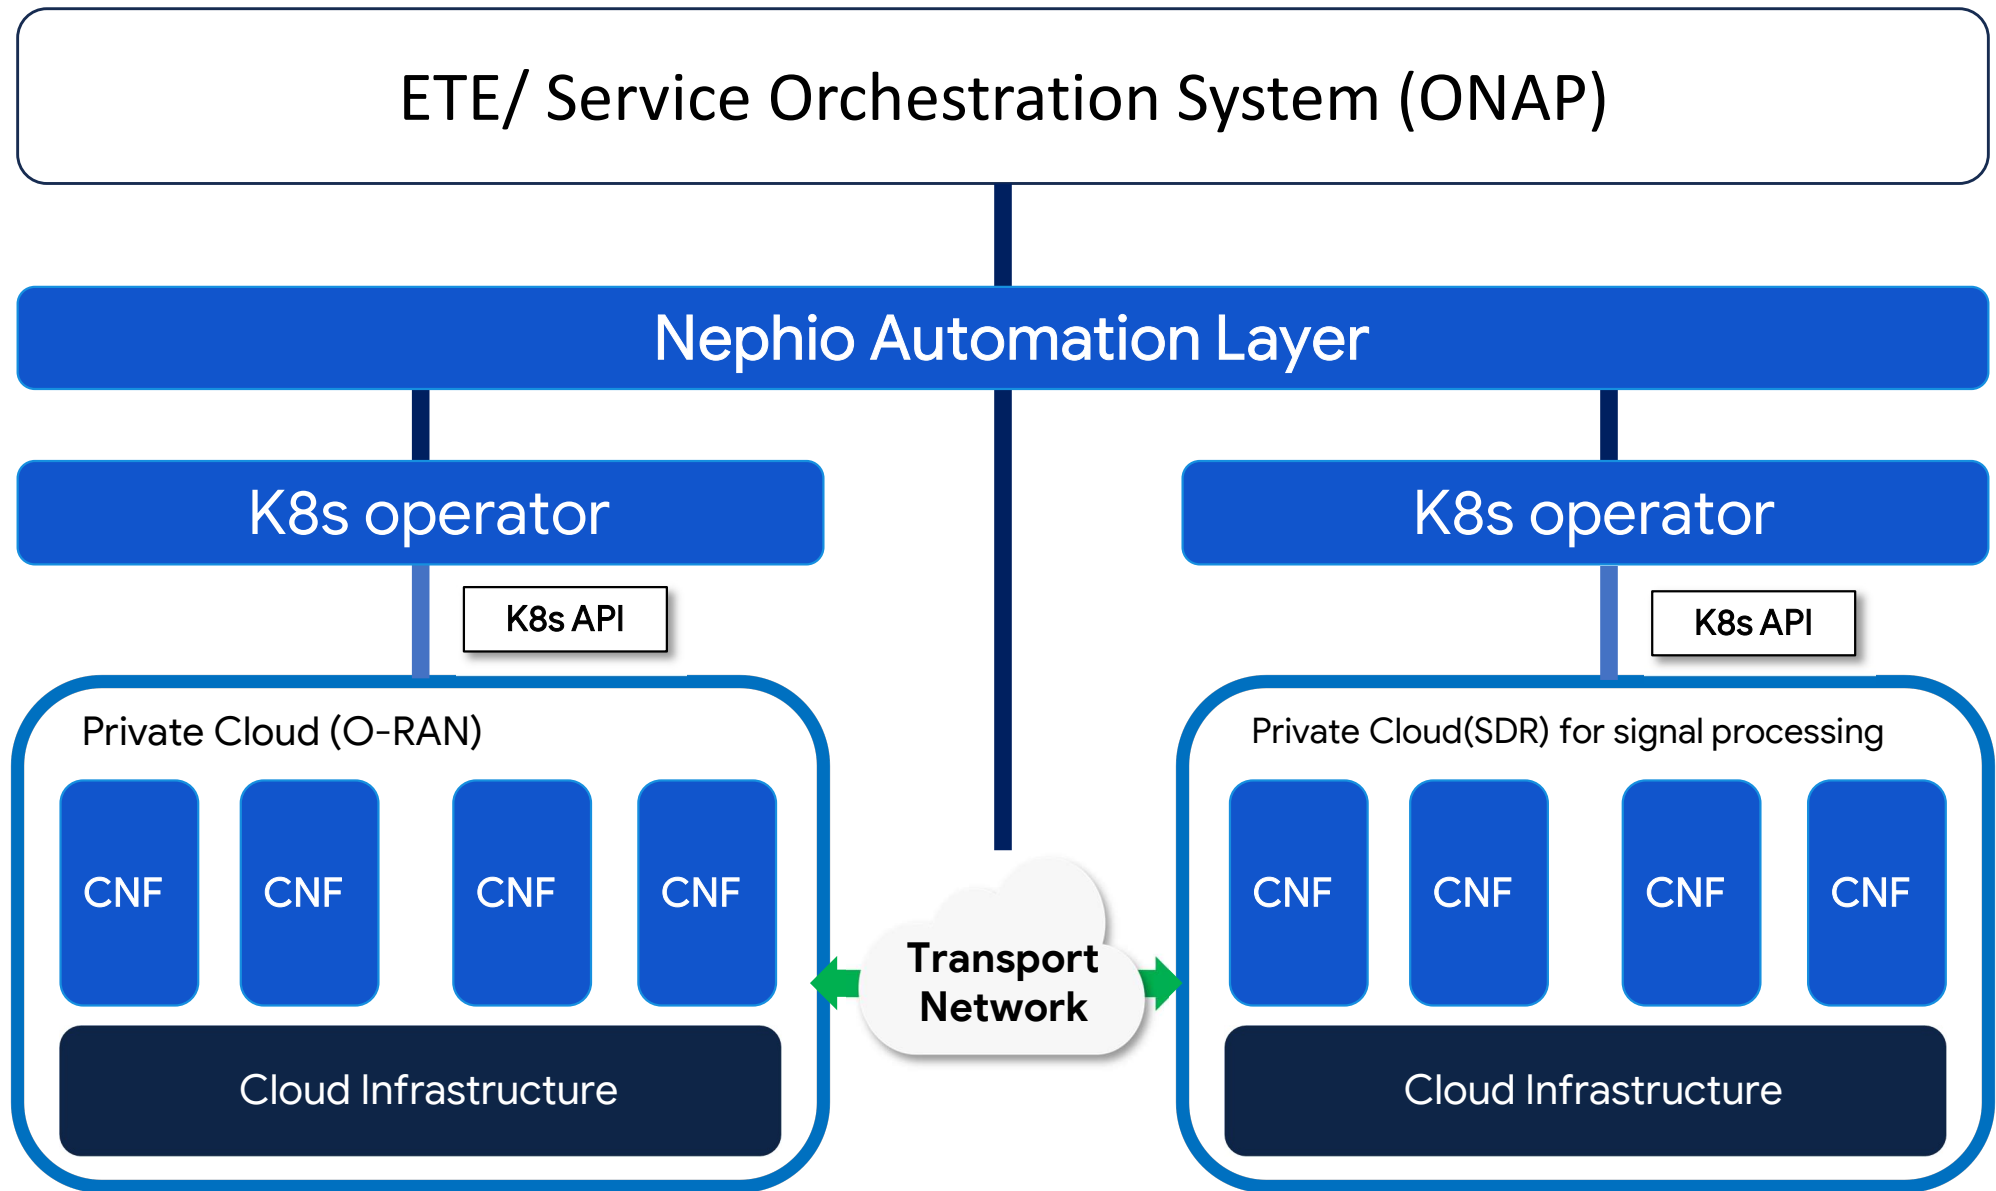 ETE/ Service Orchestration System (ONAP)
Nephio Automation Layer
K8s operator
K8s operator
K8s API
K8s API
Private Cloud (O-RAN)
Private Cloud(SDR) for signal processing
CNF
CNF
CNF
CNF
CNF
CNF
CNF
CNF
Transport
Network
Cloud Infrastructure
Cloud Infrastructure